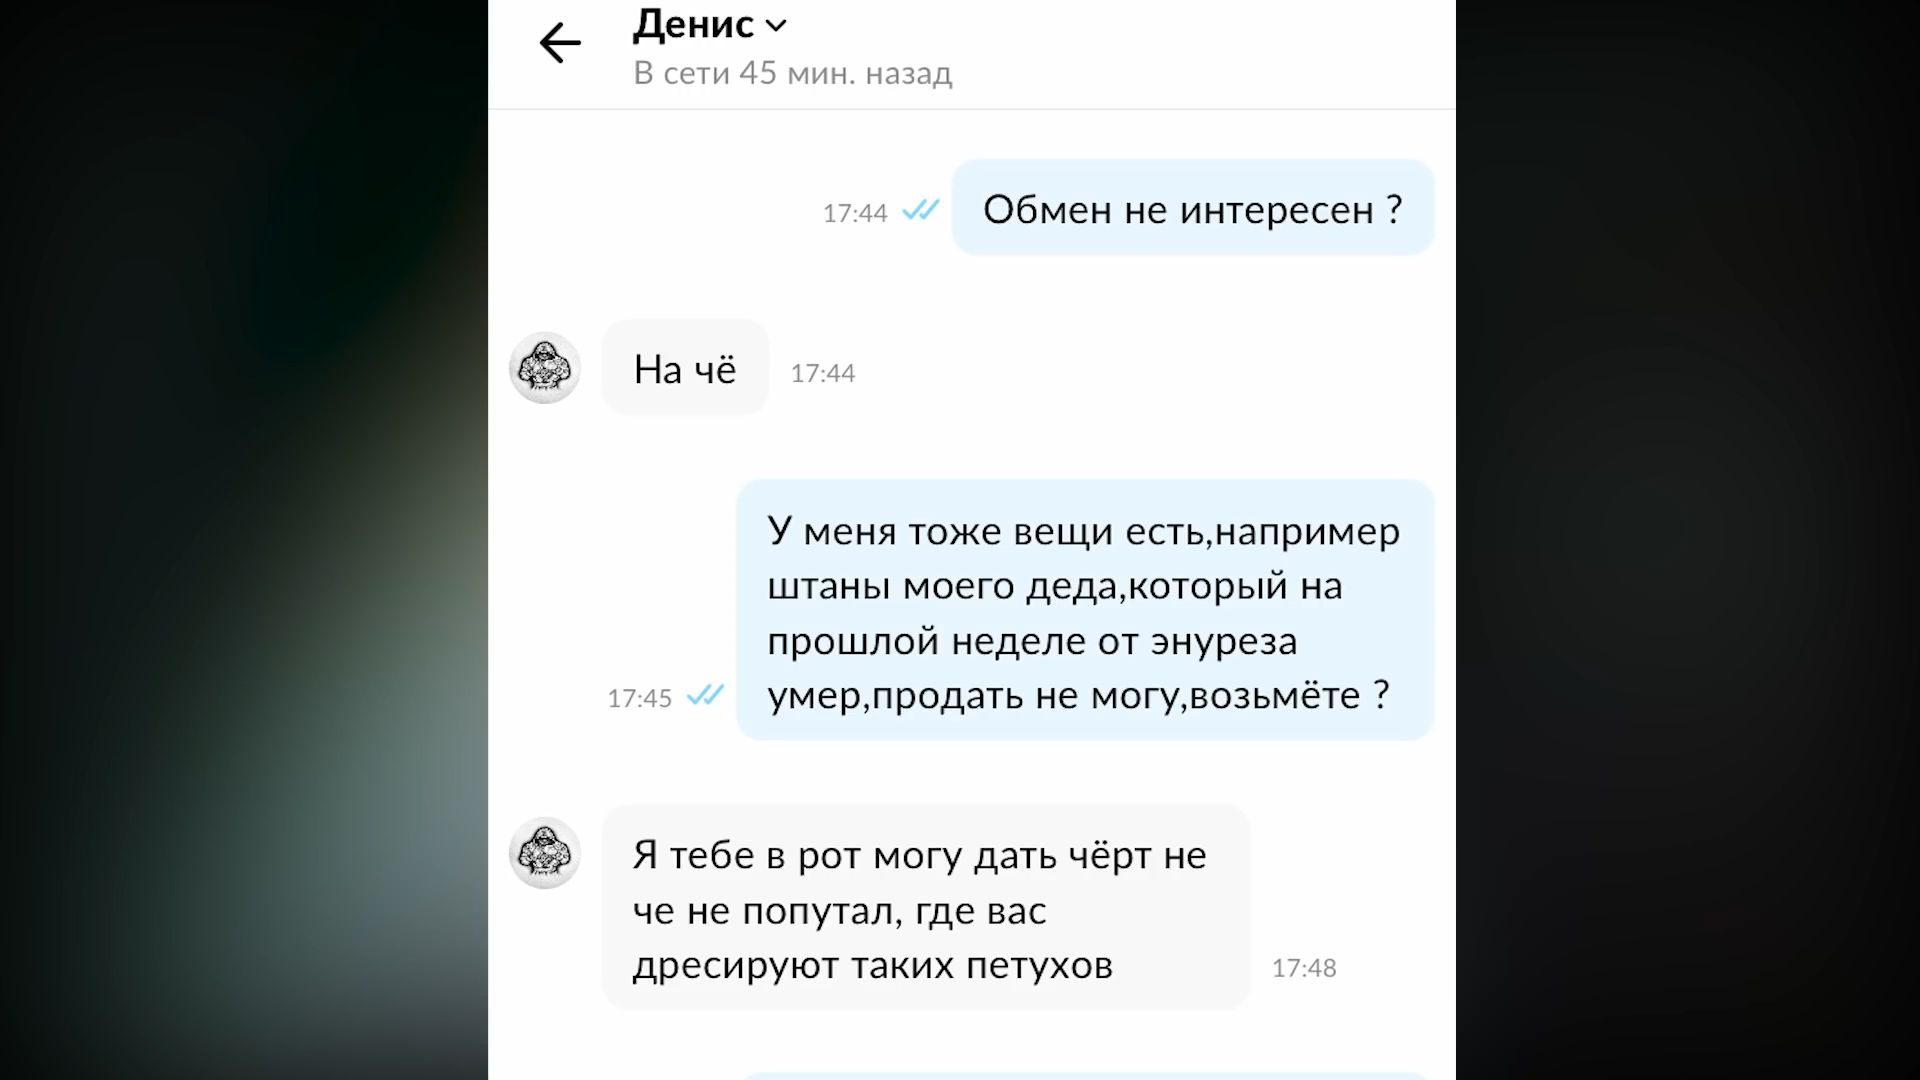 Денис
В сети 45 мин. назад
17:44 Обмен не интересен ?
На чё 17:44
У меня тоже вещи есть,например
штаны моего деда,который на
прошлой неделе от энуреза
умер,продать не могу,возьмёте ?
17:45
Я тебе в рот могу дать чёрт не
че не попутал, где вас
дресируют таких петухов
17:48